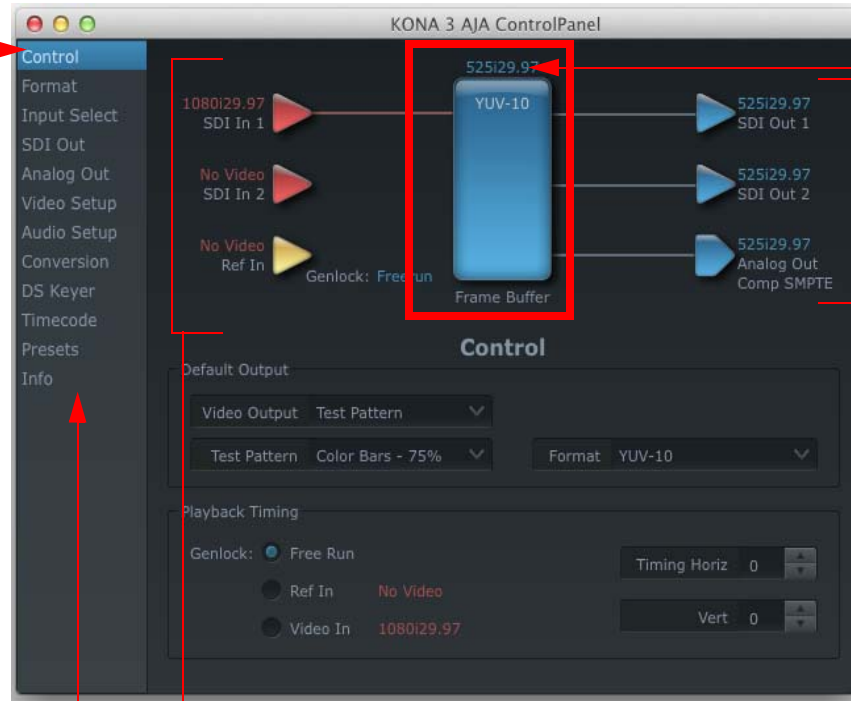 KONA 3 AJA ControlPanel
Control
Format
Input Select
SDI Out
Analog Out
Video Setup
Audio Setup
Conversion
DS Keyer
Timecode
Presets
Info
1080i29.97
SDI In 1
No Video
SDI In 2
No Video
Ref In
Genlock: Freerun
525i29.97
YUV-10
Frame Buffer
525i29.97
SDI Out 1
525i29.97
SDI Out 2
525i29.97
Analog Out
Comp SMPTE
Control
Default Output
Video Output Test Pattern
Test Pattern Color Bars - 75% Format YUV-10
Playback Timing
Genlock: Free Run
Timing Horiz 0
Ref In No Video
Vert 0
Video In 1080i29.97